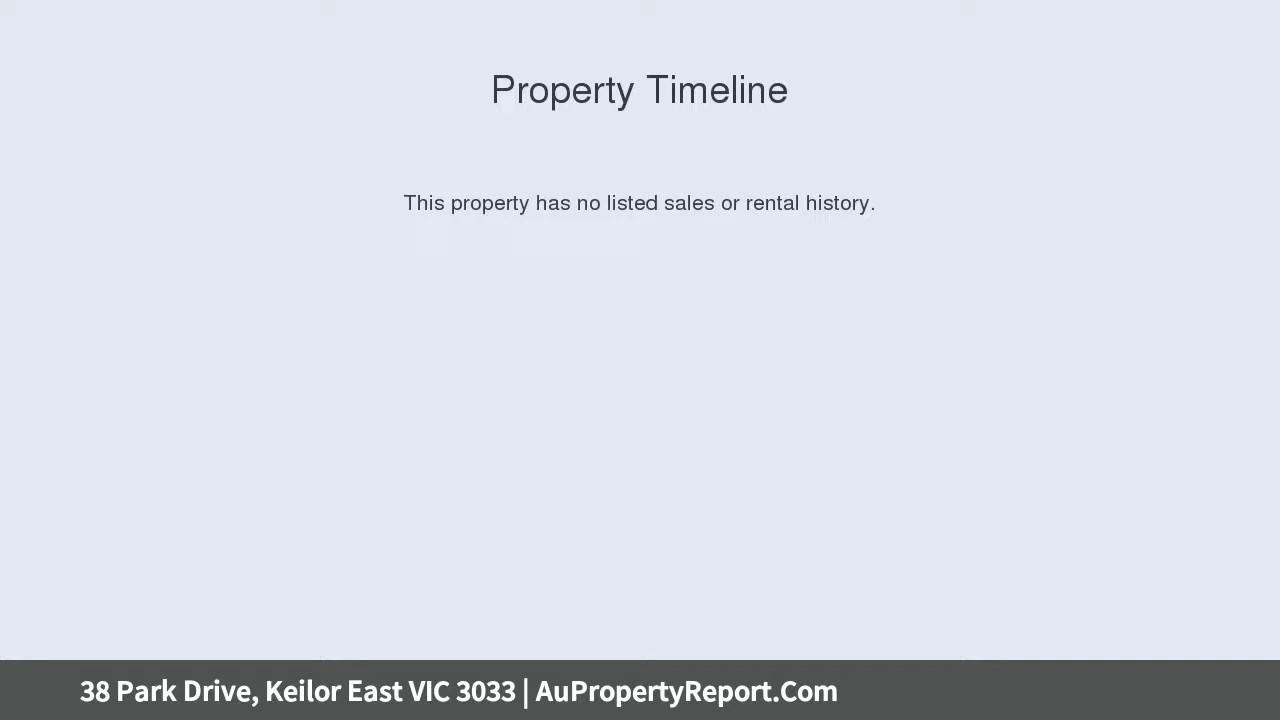 Property Timeline
This property has no listed sales or rental history.
38 Park Drive, Keilor East VIC 3033 | AuPropertyReport.Com